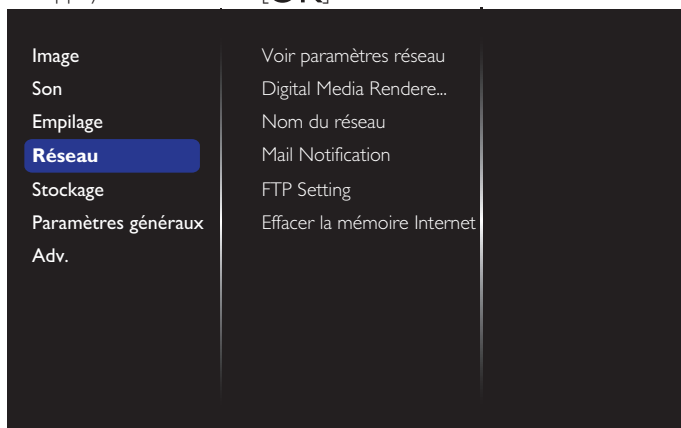 Image
Son
Empilage
Réseau
Stockage
Paramètres généraux
Adv.
Voir paramètres réseau
Digital Media Rendere...
Nom du réseau
Mail Notification
FTP Setting
Effacer la mémoire Internet